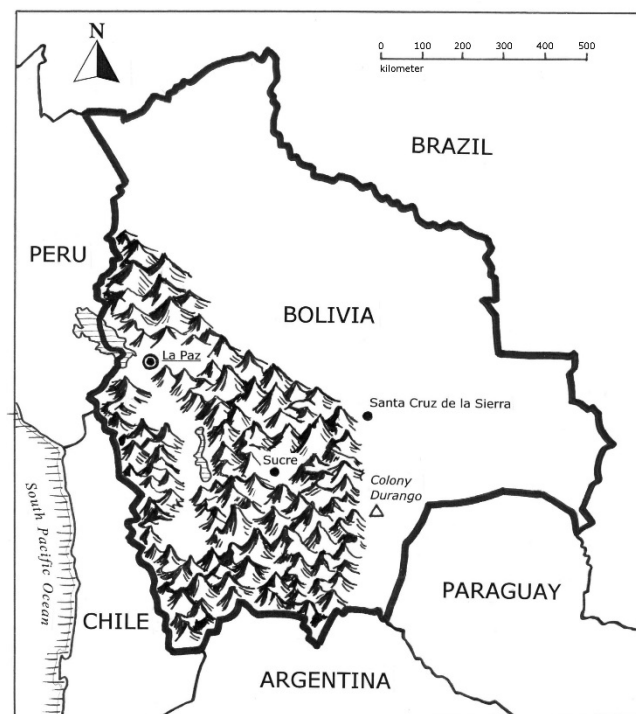 N
0 100 200 300 400 500
kilometer
BRAZIL
PERU
BOLIVIA
La Paz
Santa Cruz de la Sierra
Sucre
Colony
Durango
South Pacific Ocean
PARAGUAY
CHILE
ARGENTINA